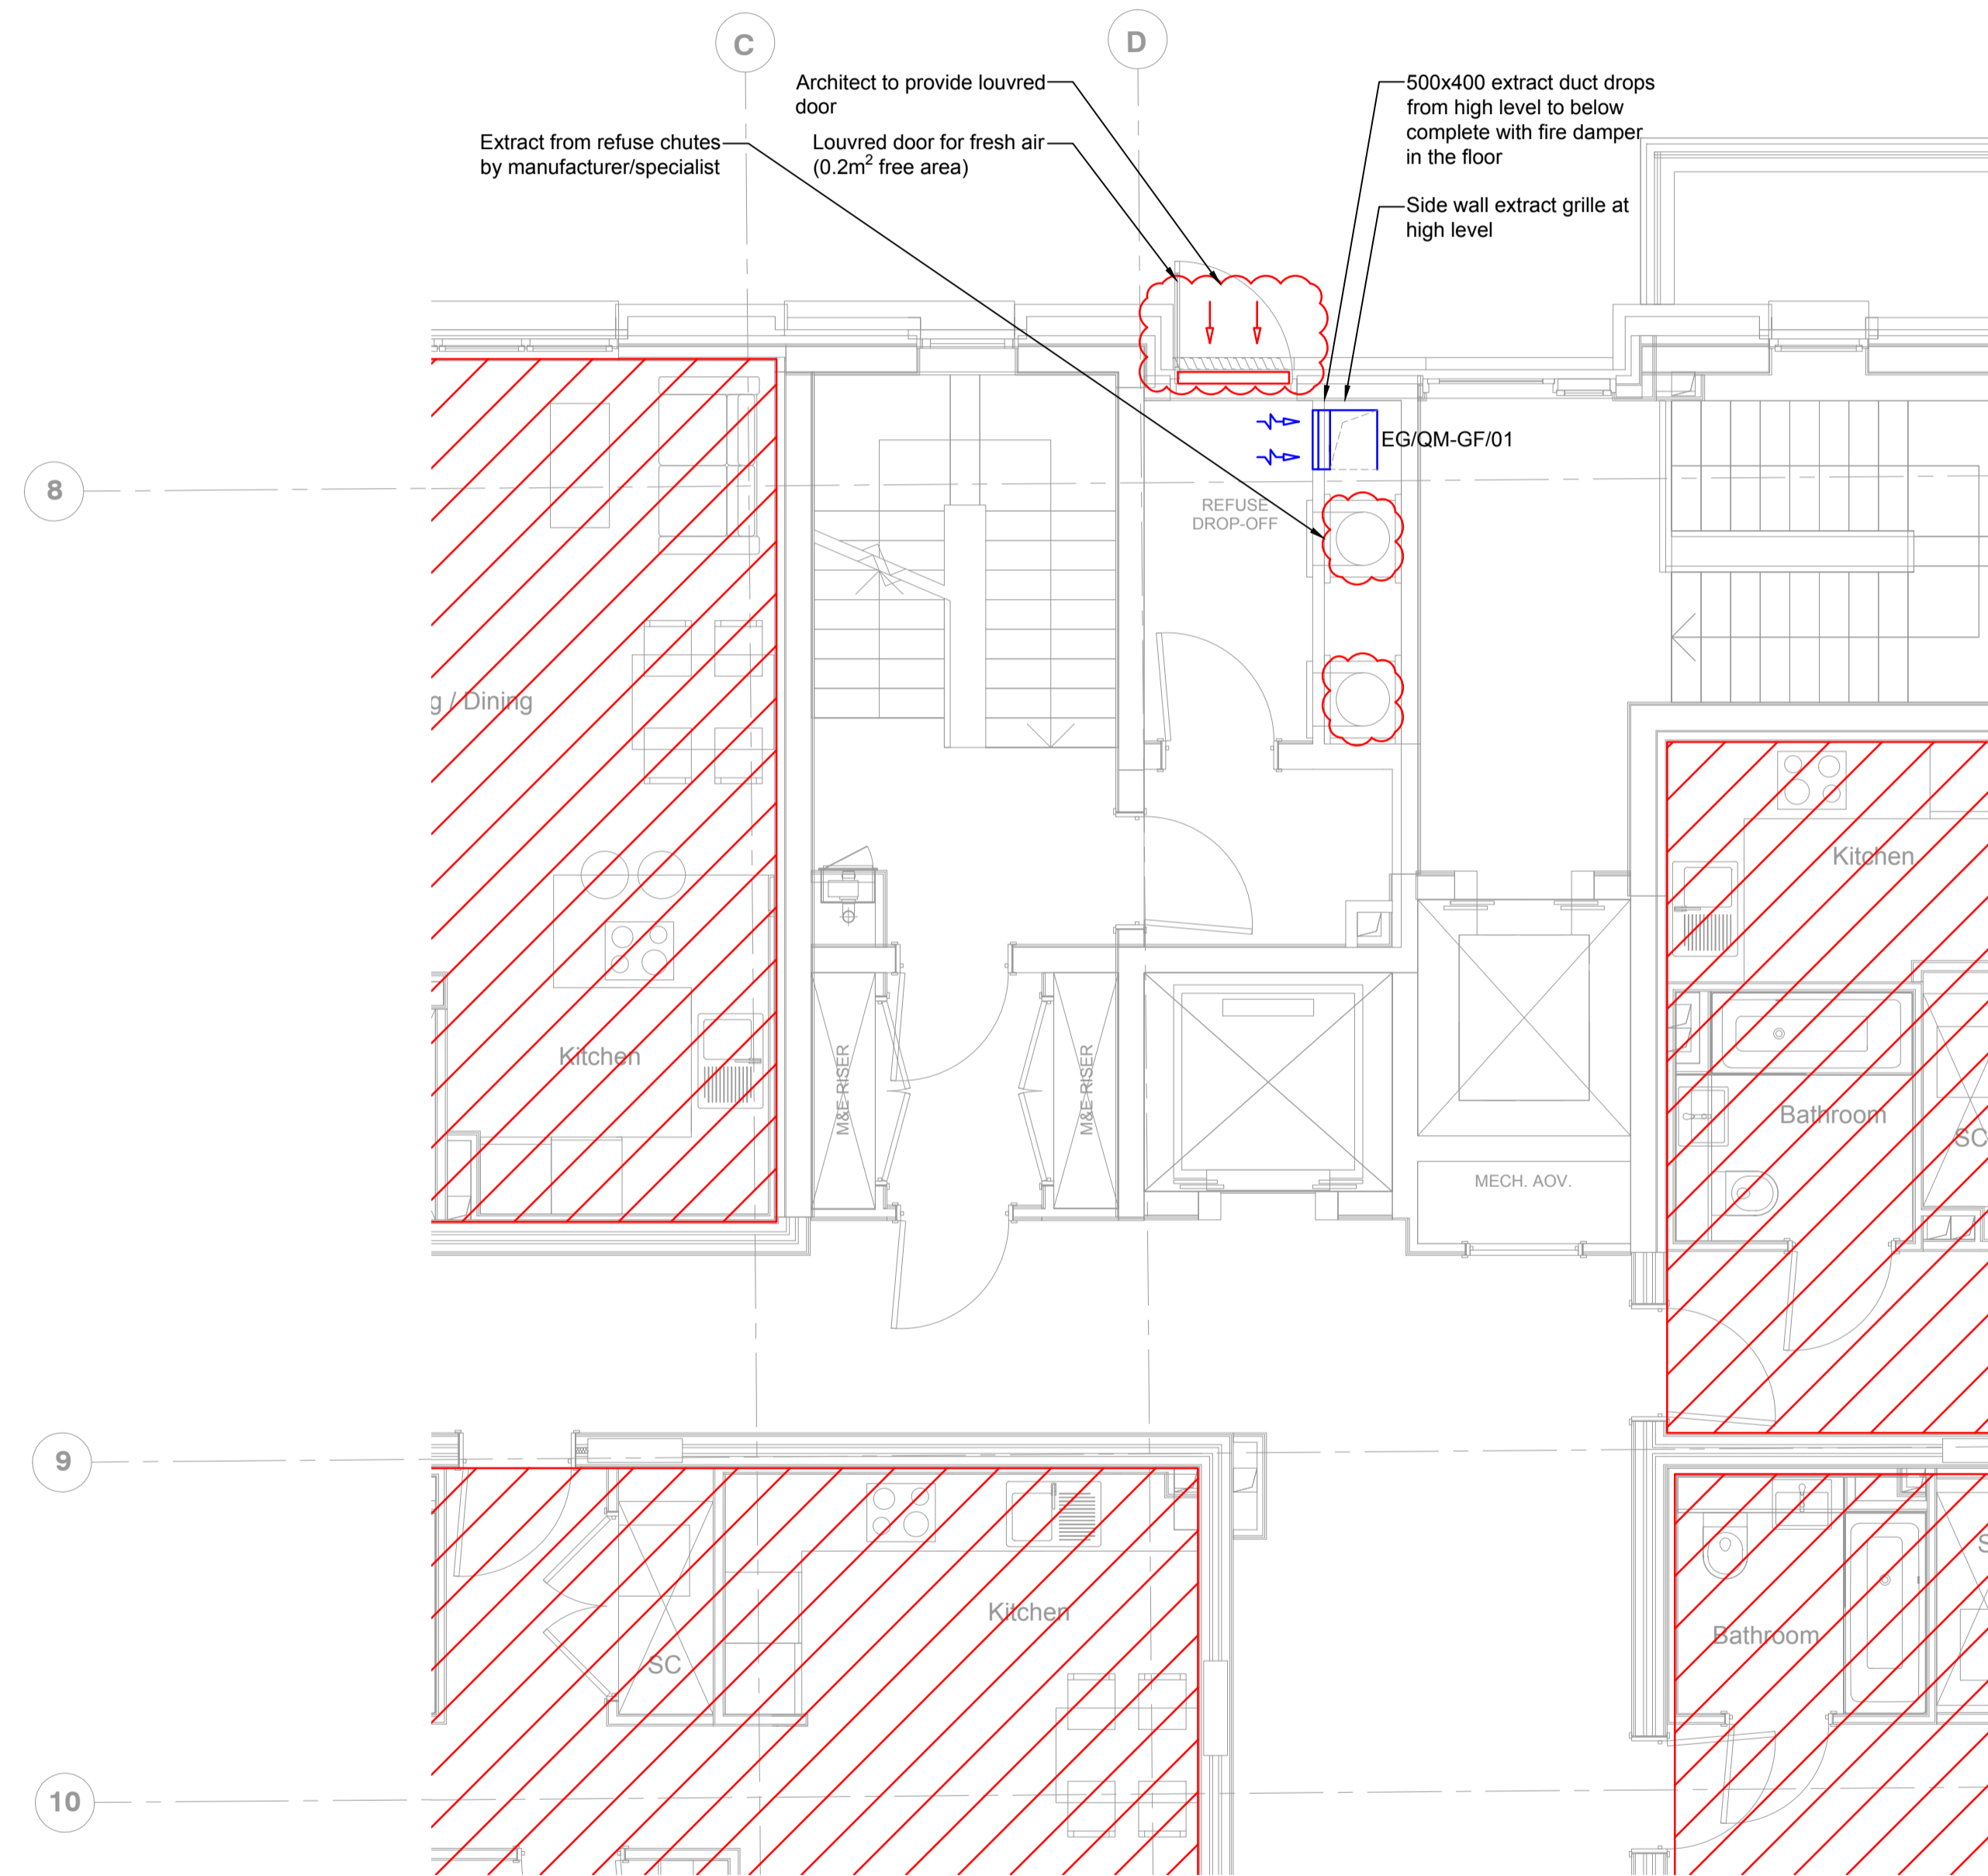 C
D
Architect to provide louvred
door
Extract from refuse chutes
by manufacturer/specialist
Louvred door for fresh air
(0.2m² free area)
500x400 extract duct drops
from high level to below
complete with fire damper
in the floor
Side wall extract grille at
high level
EG/QM-GF/01
8
REFUSE
DROP-OFF
g / Dining
Kitchen
Kitchen
M&E RISER
M&E RISER
Bathroom
SC
MECH. AOV.
9
Kitchen
SC
Bathroom
S
10